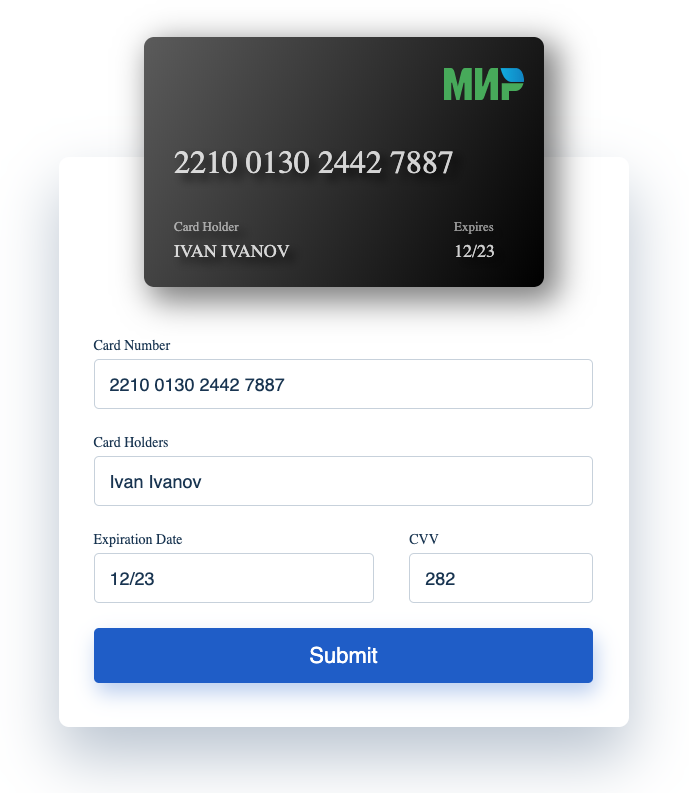 МИР
2210 0130 2442 7887
Card Holder Expires
IVAN IVANOV 12/23
Card Number
2210 0130 2442 7887
Card Holders
Ivan Ivanov
Expiration Date CVV
12/23 282
Submit